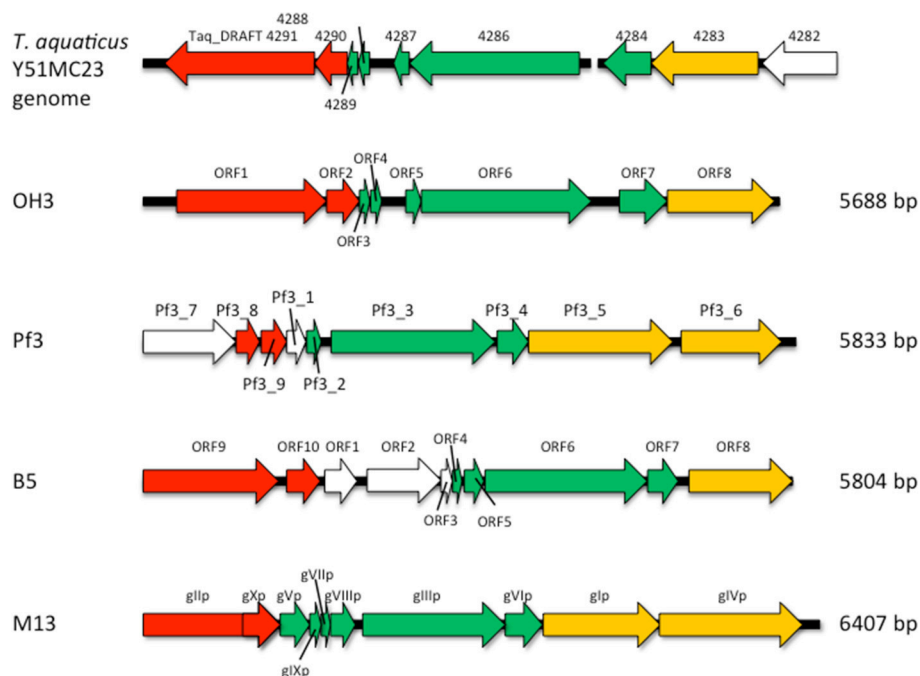 T. aquaticus
Y51MC23
genome
Taq_DRAFT 4291
4290
4288
4289
4287
4286
4284
4283
4282
OH3
ORF1
ORF2
ORF3
ORF4
ORF5
ORF6
ORF7
ORF8
5688 bp
Pf3
Pf3_7
Pf3_8
Pf3_9
Pf3_1
Pf3_2
Pf3_3
Pf3_4
Pf3_5
Pf3_6
5833 bp
B5
ORF9
ORF10
ORF1
ORF2
ORF3
ORF4
ORF5
ORF6
ORF7
ORF8
5804 bp
M13
gIIp
gXp
gVp
gIXp
gVIIp
gVIIIp
gIIIp
gVIp
gIp
gIVp
6407 bp